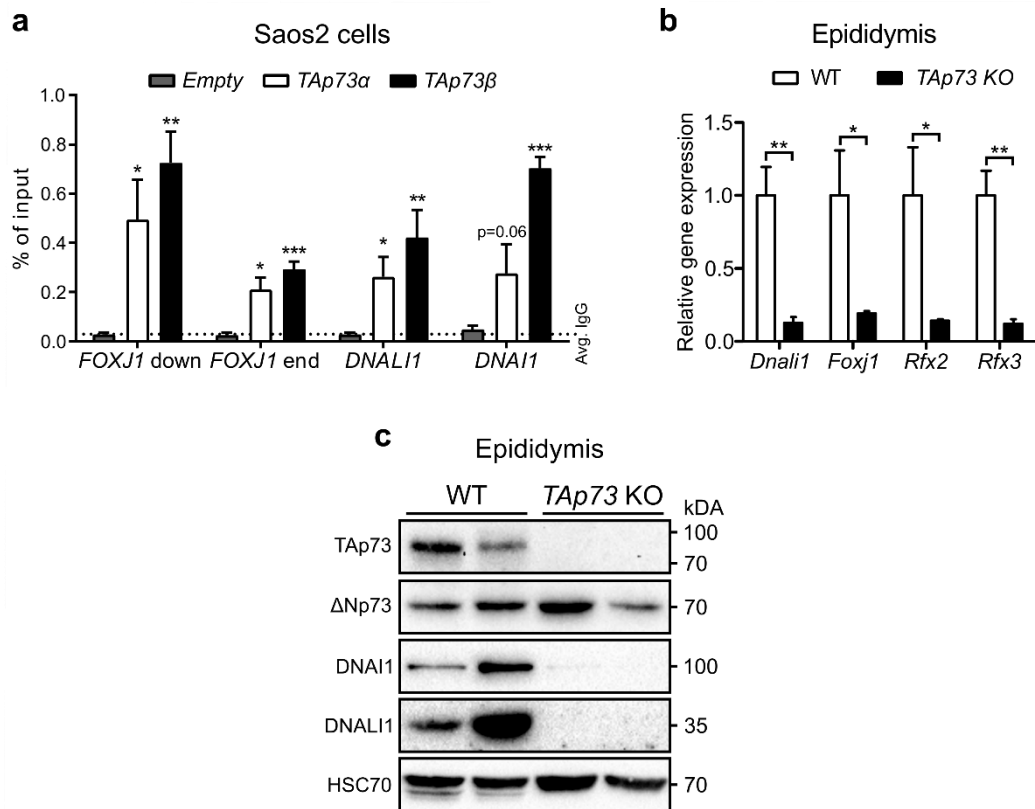 a
Saos2 cells
Empty TAp73α TAp73β
% of input
1.0
0.8
0.6
0.4
0.2
0.0
* ** * *** * ** p=0.06 ***
Avg. IgG
FOXJ1 down FOXJ1 end DNALI1 DNAI1
b
Epididymis
WT TAp73 KO
Relative gene expression
1.5
1.0
0.5
0.0
** * * **
Dnali1 Foxj1 Rfx2 Rfx3
c
Epididymis
WT TAp73 KO kDA
TAp73 100
70
ΔNp73 70
DNAI1 100
DNALI1 35
HSC70 70